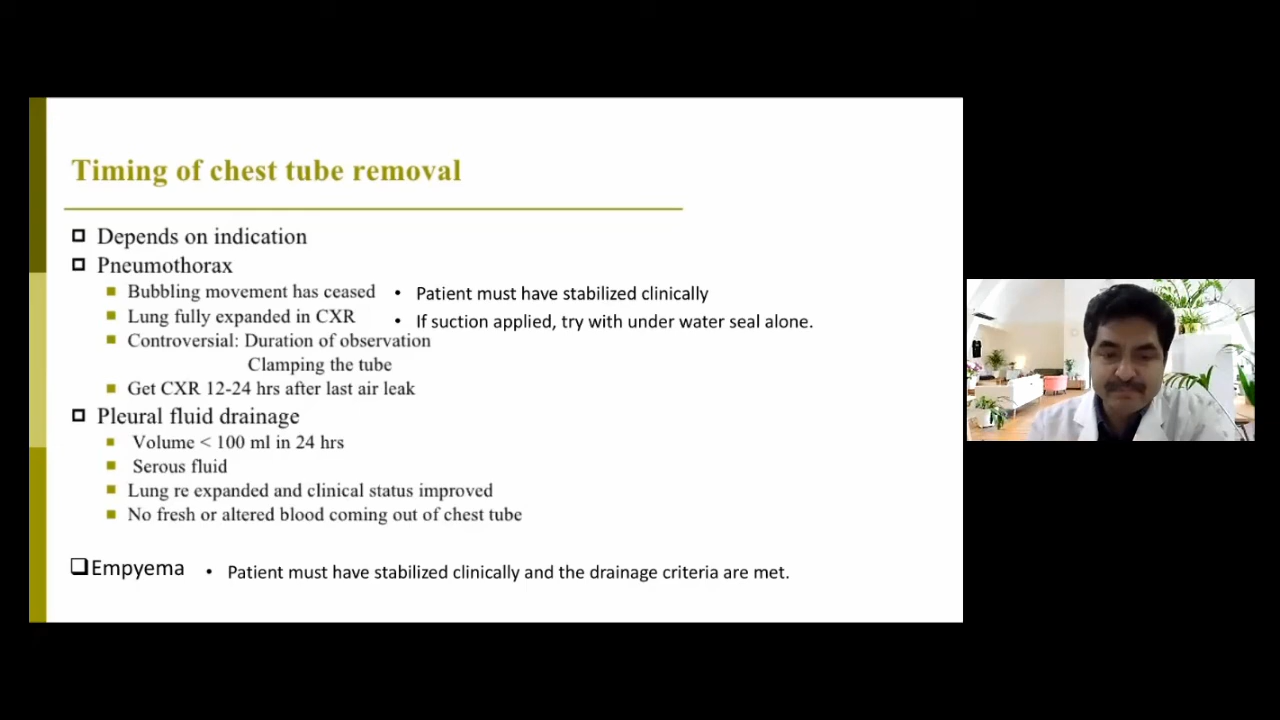 Timing of chest tube removal
Depends on indication
Pneumothorax
Bubbling movement has ceased
• Patient must have stabilized clinically
Lung fully expanded in CXR
• If suction applied, try with under water seal alone.
Controversial: Duration of observation
Clamping the tube
Get CXR 12-24 hrs after last air leak
Pleural fluid drainage
Volume < 100 ml in 24 hrs
Serous fluid
Lung re expanded and clinical status improved
No fresh or altered blood coming out of chest tube
Empyema
• Patient must have stabilized clinically and the drainage criteria are met.